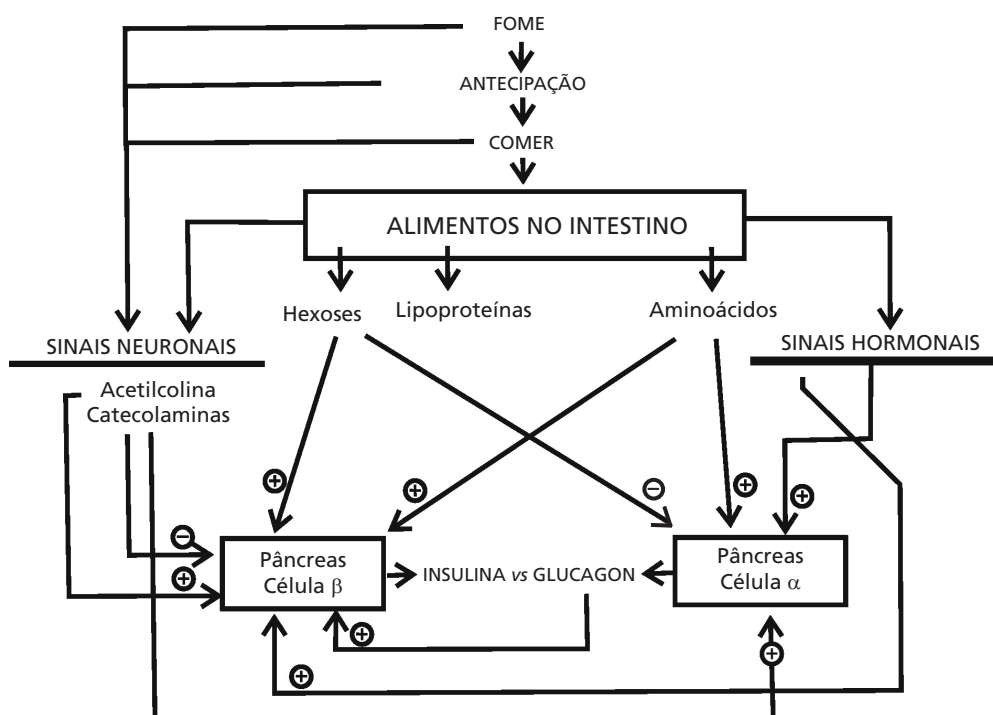 FOME
ANTECIPAÇÃO
COMER
ALIMENTOS NO INTESTINO
Hexoses
Lipoproteínas
Aminoácidos
SINAIS NEURONAIS
SINAIS HORMONAIS
Acetilcolina
Catecolaminas
+
+
−
+
+
−
+
Pâncreas
Célula β
INSULINA vs GLUCAGON
Pâncreas
Célula α
+
+
+